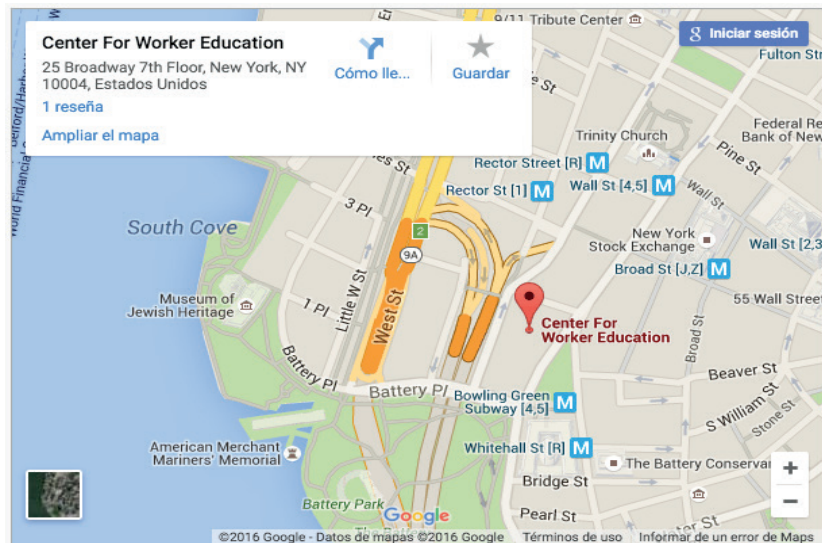 9/11 Tribute Center
Center For Worker Education
25 Broadway 7th Floor, New York, NY
10004, Estados Unidos
1 reseña
Ampliar el mapa
Cómo lle...
Guardar
Iniciar sesión
Fulton St
Trinity Church
Federal Re
Bank of New
Pine St
Rector Street [R] M
Rector St [1] M
Wall St [4,5] M
Wall St
3 Pl
South Cove
2
9A
New York
Stock Exchange
Wall St [2,3
Broad St [J,Z] M
Little W St
West St
Museum of
Jewish Heritage
1 Pl
55 Wall Street
Center For
Worker Education
Broad St
Battery Pl
Battery Pl
Bowling Green
Subway [4,5] M
Beaver St
S William St
Stone St
American Merchant
Mariners' Memorial
Whitehall St [R] M
The Battery Conservan
Bridge St
Battery Park
Google
Pearl St
+
−
©2016 Google - Datos de mapas ©2016 Google
Términos de uso
Informar de un error de Maps